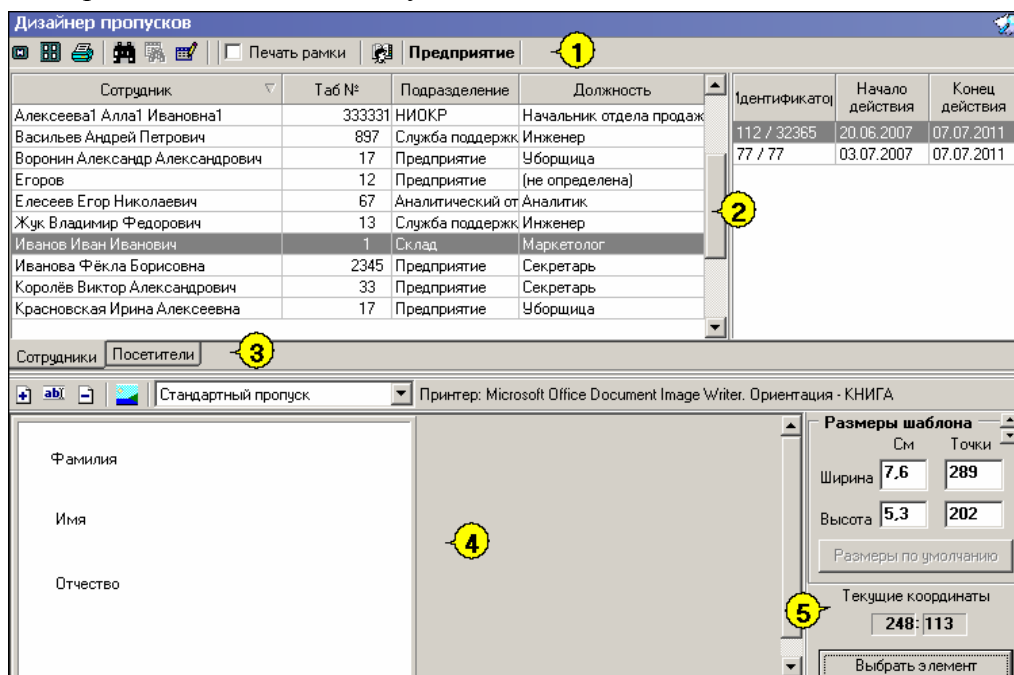 Дизайнер пропусков
Печать рамки Предприятие 1
Сотрудник Таб № Подразделение Должность
Алексеева1 Алла1 Ивановна1 333331 НИОКР Начальник отдела продаж
Васильев Андрей Петрович 897 Служба поддержк Инженер
Воронин Александр Александрович 17 Предприятие Уборщица
Егоров 12 Предприятие (не определена)
Елесеев Егор Николаевич 67 Аналитический от Аналитик
Жук Владимир Федорович 13 Служба поддержк Инженер
Иванов Иван Иванович 1 Склад Маркетолог
Иванова Фёкла Борисовна 2345 Предприятие Секретарь
Королёв Виктор Александрович 33 Предприятие Секретарь
Красновская Ирина Алексеевна 17 Предприятие Уборщица
Идентификатор Начало действия Конец действия
112 / 32365 20.06.2007 07.07.2011
77 / 77 03.07.2007 07.07.2011
2
Сотрудники Посетители 3
abI Стандартный пропуск Принтер: Microsoft Office Document Image Writer. Ориентация - КНИГА
Фамилия
Имя
Отчество
4
Размеры шаблона
См Точки
Ширина 7,6 289
Высота 5,3 202
Размеры по умолчанию
5
Текущие координаты
248: 113
Выбрать элемент